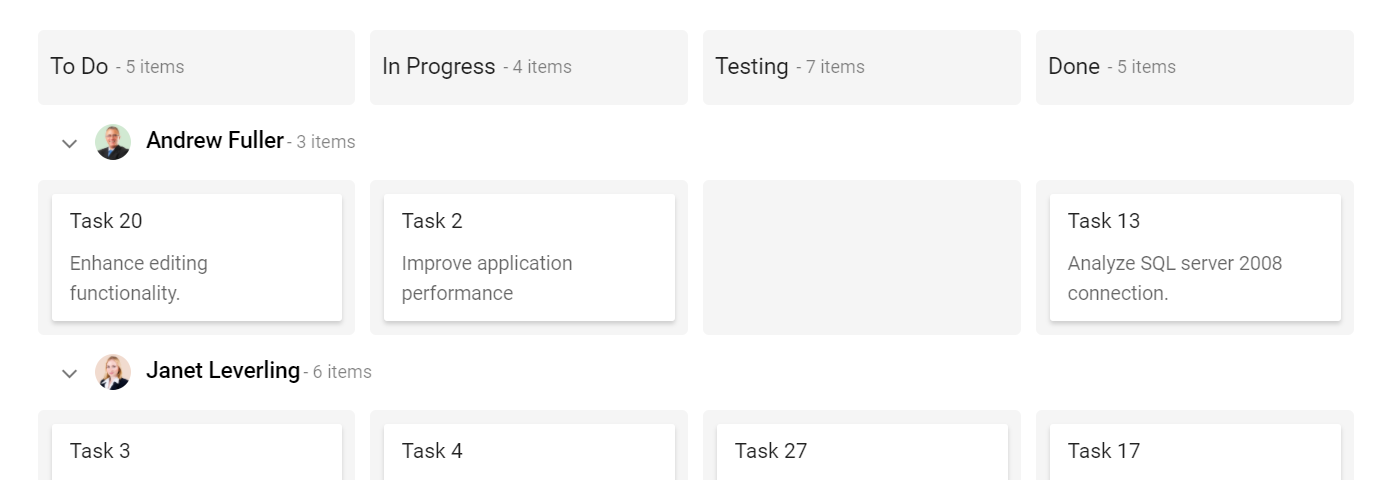 To Do - 5 items
In Progress - 4 items
Testing - 7 items
Done - 5 items
Andrew Fuller - 3 items
Task 20
Enhance editing
functionality.
Task 2
Improve application
performance
Task 13
Analyze SQL server 2008
connection.
Janet Leverling - 6 items
Task 3
Task 4
Task 27
Task 17